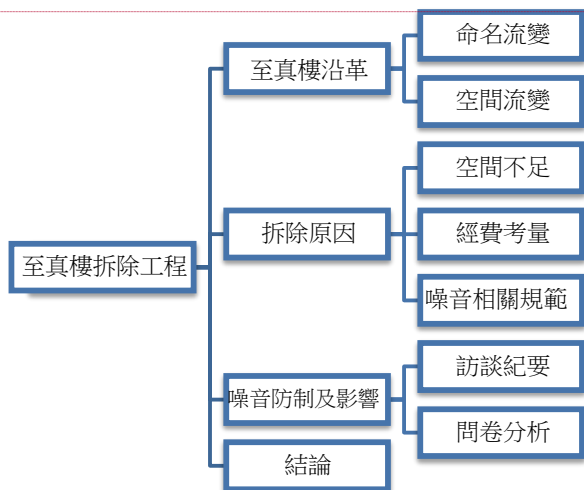 至真樓拆除工程
至真樓沿革
命名流變
空間流變
拆除原因
空間不足
經費考量
噪音相關規範
噪音防制及影響
訪談紀要
問卷分析
結論